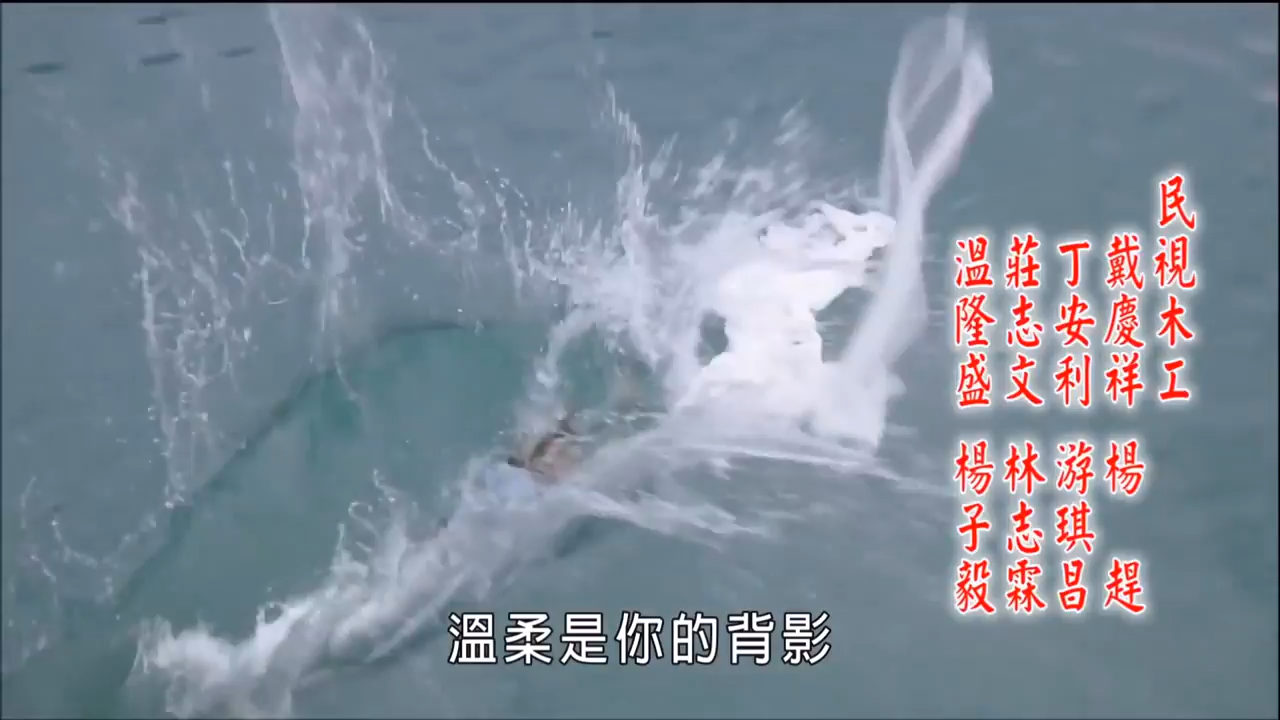 民視木工
戴慶祥 楊趕
丁安利 游琪昌
莊志文 林志霖
溫隆盛 楊子毅
溫柔是你的背影